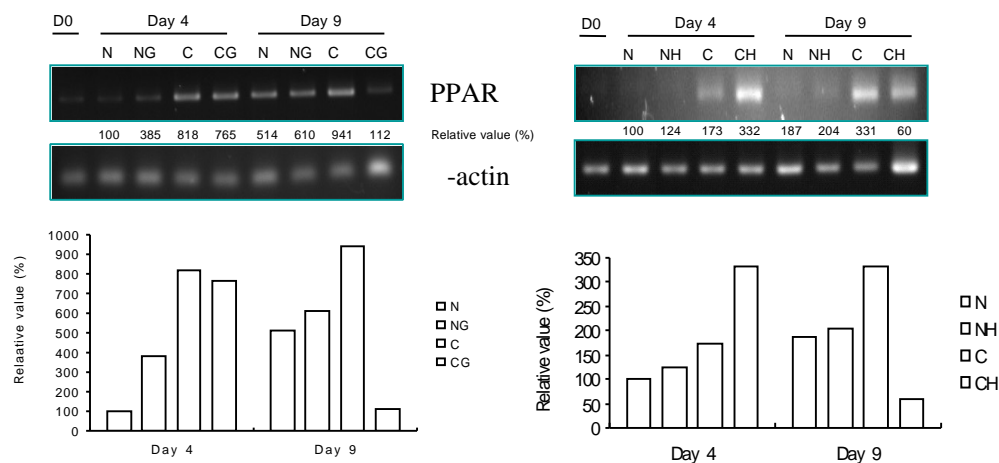 D0 Day 4 Day 9
N NG C CG N NG C CG
PPAR
100 385 818 765 514 610 941 112 Relative value (%)
-actin
D0 Day 4 Day 9
N NH C CH N NH C CH
100 124 173 332 187 204 331 60
Relaative value (%)
1000
900
800
700
600
500
400
300
200
100
0
Day 4 Day 9
N
NG
C
CG
Relative value (%)
350
300
250
200
150
100
50
0
Day 4 Day 9
N
NH
C
CH